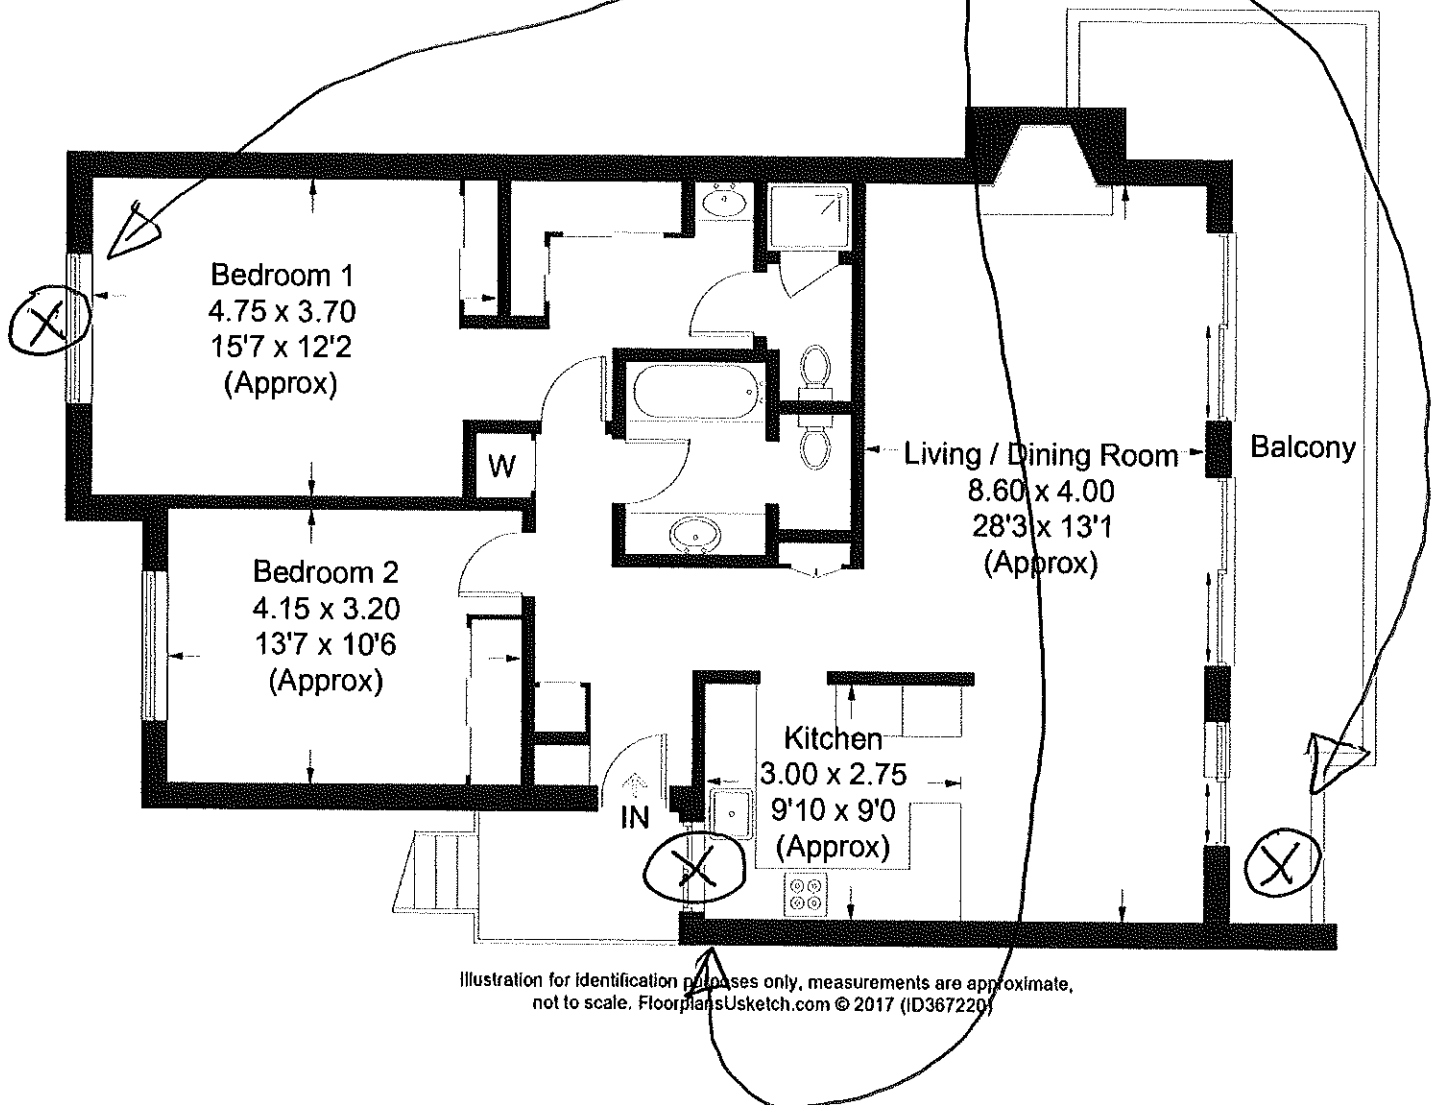 Bedroom 1
4.75 x 3.70
15'7 x 12'2
(Approx)
W
Living / Dining Room
8.60 x 4.00
28'3 x 13'1
(Approx)
Balcony
Bedroom 2
4.15 x 3.20
13'7 x 10'6
(Approx)
Kitchen
3.00 x 2.75
9'10 x 9'0
(Approx)
IN
X
X
X
Illustration for identification purposes only, measurements are approximate,
not to scale. FloorplansUsketch.com © 2017 (ID367220)